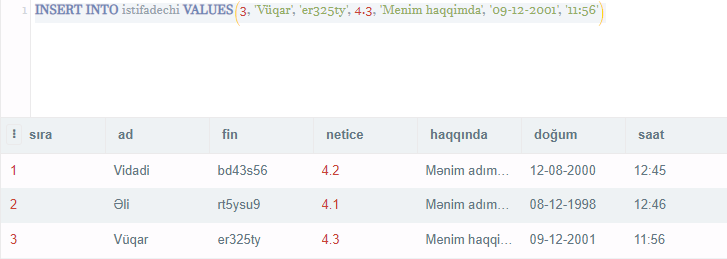 1 INSERT INTO istifadechi VALUES (3, 'Vüqar', 'er325ty', 4.3, 'Menim haqqimda', '09-12-2001', '11:56')
sıra ad fin netice haqqında doğum saat
1 Vidadi bd43s56 4.2 Mənim adım... 12-08-2000 12:45
2 Əli rt5ysu9 4.1 Mənim adım... 08-12-1998 12:46
3 Vüqar er325ty 4.3 Menim haqqi... 09-12-2001 11:56